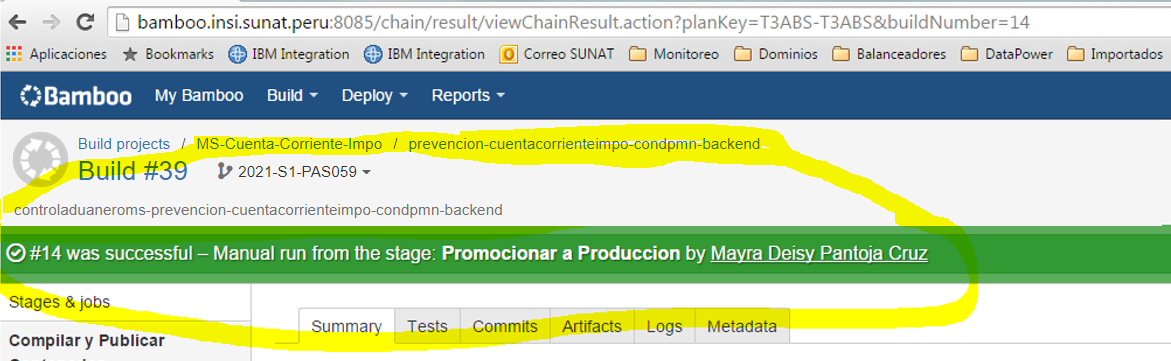 bamboo.insi.sunat.peru:8085/chain/result/viewChainResult.action?planKey=T3ABS-T3ABS&buildNumber=14
Aplicaciones Bookmarks IBM Integration IBM Integration Correo SUNAT Monitoreo Dominios Balanceadores DataPower Importados
Bamboo My Bamboo Build Deploy Reports
Build projects / MS-Cuenta-Corriente-Impo / prevencion-cuentacorrienteimpo-condpmn-backend
Build #39 2021-S1-PAS059
controladuaneroms-prevencion-cuentacorrienteimpo-condpmn-backend
#14 was successful – Manual run from the stage: Promocionar a Produccion by Mayra Deisy Pantoja Cruz
Stages & jobs
Summary Tests Commits Artifacts Logs Metadata
Compilar y Publicar